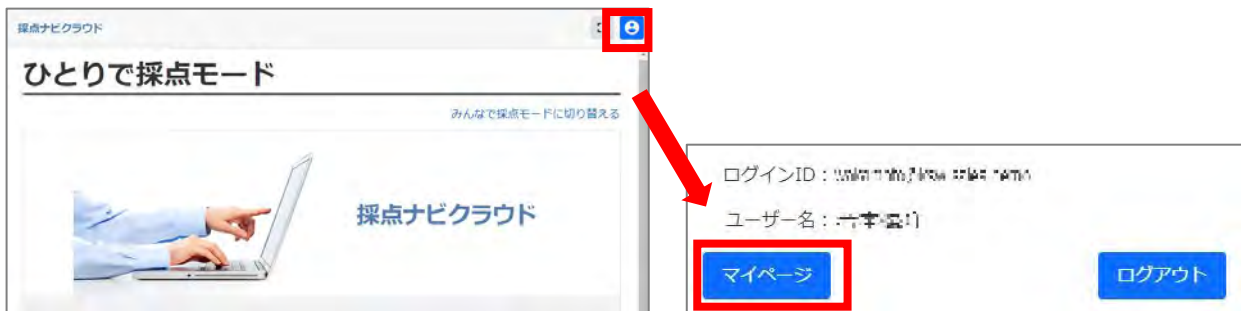 採点ナビクラウド
ひとりで採点モード
みんなで採点モードに切り替える
採点ナビクラウド
ログインID：
ユーザー名：
マイページ
ログアウト